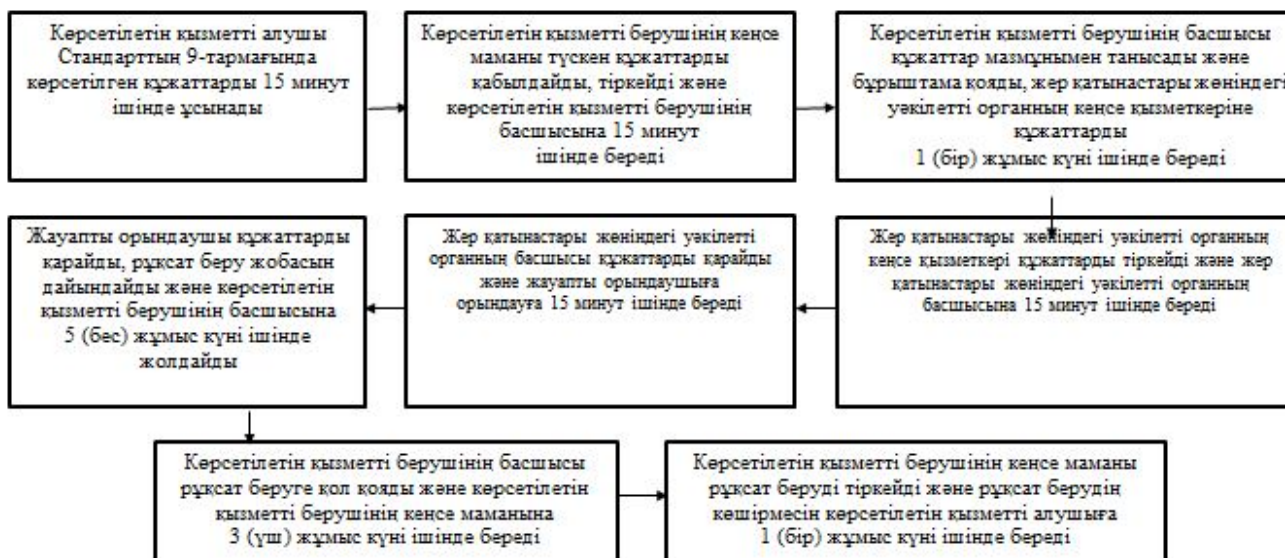 Көрсетілетін қызметті алушы
Стандарттың 9-тармағында
көрсетілген құжаттарды 15 минут
ішінде ұсынады
Көрсетілетін қызметті берушінің кеңсе
маманы түскен құжаттарды
қабылдайды, тіркейді және
көрсетілетін қызметті берушінің
басшысына 15 минут
ішінде береді
Көрсетілетін қызметті берушінің басшысы
құжаттар мазмұнымен танысады және
бұрыштама қояды, жер қатынастары жөніндегі
уәкілетті органның кеңсе қызметкеріне
құжаттарды
1 (бір) жұмыс күні ішінде береді
Жер қатынастары жөніндегі уәкілетті органның
кеңсе қызметкері құжаттарды тіркейді және жер
қатынастары жөніндегі уәкілетті органның
басшысына 15 минут ішінде береді
Жер қатынастары жөніндегі уәкілетті
органның басшысы құжаттарды қарайды
және жауапты орындаушыға
орындауға 15 минут ішінде береді
Жауапты орындаушы құжаттарды
қарайды, рұқсат беру жобасын
дайындайды және көрсетілетін
қызметті берушінің басшысына
5 (бес) жұмыс күні ішінде
жолдайды
Көрсетілетін қызметті берушінің басшысы
рұқсат беруге қол қояды және көрсетілетін
қызметті берушінің кеңсе маманына
3 (үш) жұмыс күні ішінде береді
Көрсетілетін қызметті берушінің кеңсе маманы
рұқсат беруді тіркейді және рұқсат берудің
көшірмесін көрсетілетін қызметті алушыға
1 (бір) жұмыс күні ішінде береді